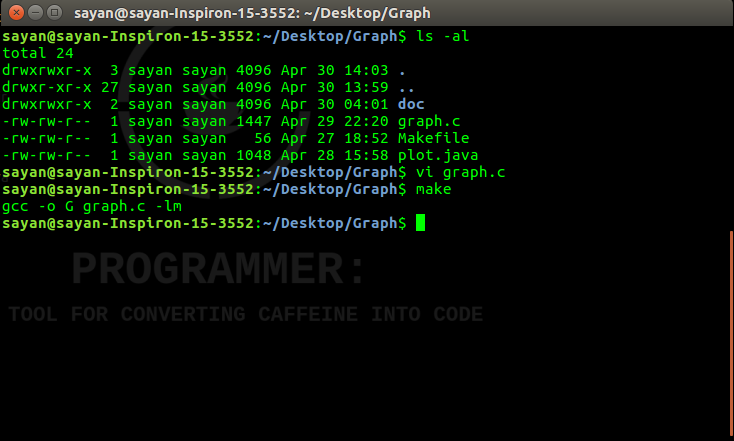 sayan@sayan-Inspiron-15-3552: ~/Desktop/Graph
sayan@sayan-Inspiron-15-3552:~/Desktop/Graph$ ls -al
total 24
drwxrwxr-x  3 sayan sayan 4096 Apr 30 14:03 .
drwxr-xr-x 27 sayan sayan 4096 Apr 30 13:59 ..
drwxrwxr-x  2 sayan sayan 4096 Apr 30 04:01 doc
-rw-rw-r--  1 sayan sayan 1447 Apr 29 22:20 graph.c
-rw-rw-r--  1 sayan sayan   56 Apr 27 18:52 Makefile
-rw-rw-r--  1 sayan sayan 1048 Apr 28 15:58 plot.java
sayan@sayan-Inspiron-15-3552:~/Desktop/Graph$ vi graph.c
sayan@sayan-Inspiron-15-3552:~/Desktop/Graph$ make
gcc -o G graph.c -lm
sayan@sayan-Inspiron-15-3552:~/Desktop/Graph$
PROGRAMMER:
TOOL FOR CONVERTING CAFFEINE INTO CODE